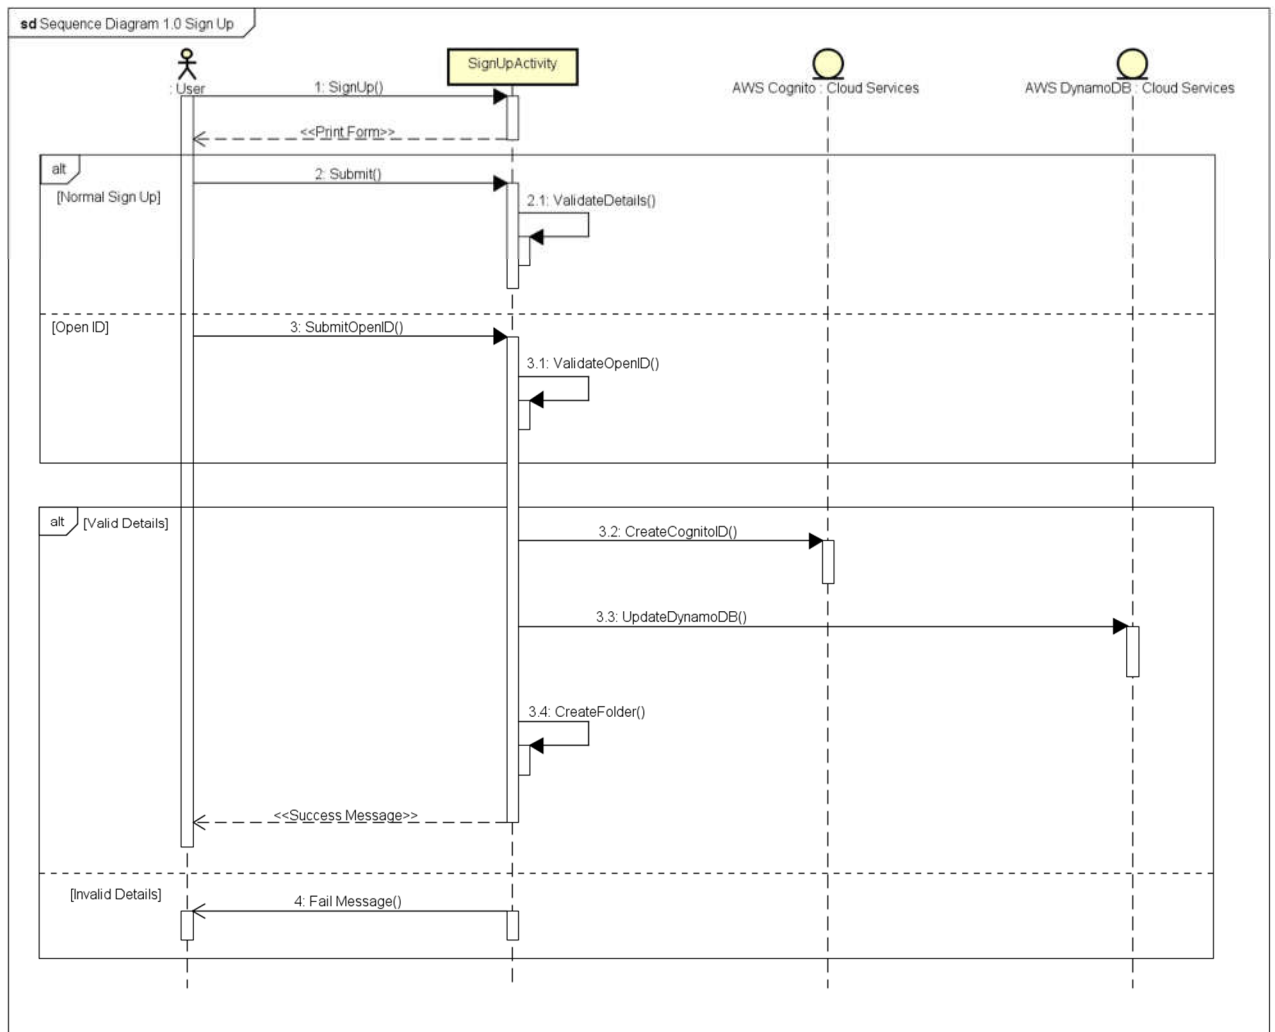 sd Sequence Diagram 1.0 Sign Up
: User
SignUpActivity
AWS Cognito : Cloud Services
AWS DynamoDB : Cloud Services
1: SignUp()
<<Print Form>>
alt
[Normal Sign Up]
2: Submit()
2.1: ValidateDetails()
[Open ID]
3: SubmitOpenID()
3.1: ValidateOpenID()
alt
[Valid Details]
3.2: CreateCognitoID()
3.3: UpdateDynamoDB()
3.4: CreateFolder()
<<Success Message>>
[Invalid Details]
4: Fail Message()